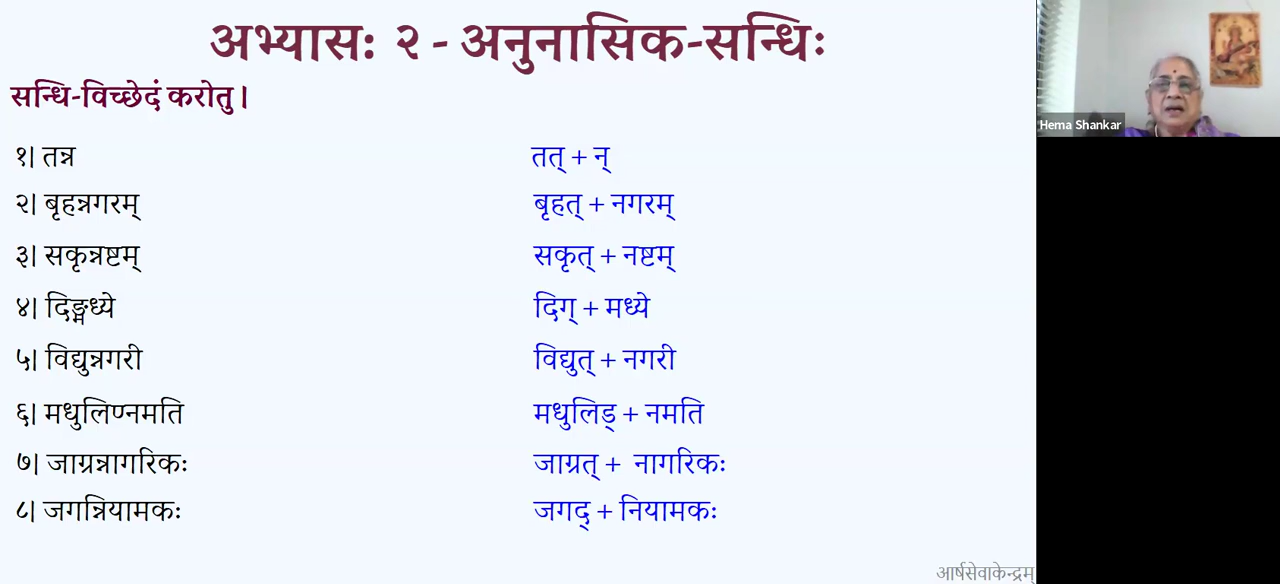 अभ्यासः २ - अनुनासिक-सन्धिः
सन्धि-विच्छेदं करोतु।
१। तन्न तत् + न्
२। बृहन्नगरम् बृहत् + नगरम्
३। सकृन्नष्टम् सकृत् + नष्टम्
४। दिङ्मध्ये दिग् + मध्ये
५। विद्युन्नगरी विद्युत् + नगरी
६। मधुलिण्नमति मधुलिड् + नमति
७। जाग्रन्नागरिकः जाग्रत् + नागरिकः
८। जगन्नियामकः जगद् + नियामकः
आर्षसेवाकेन्द्रम्
Hema Shankar